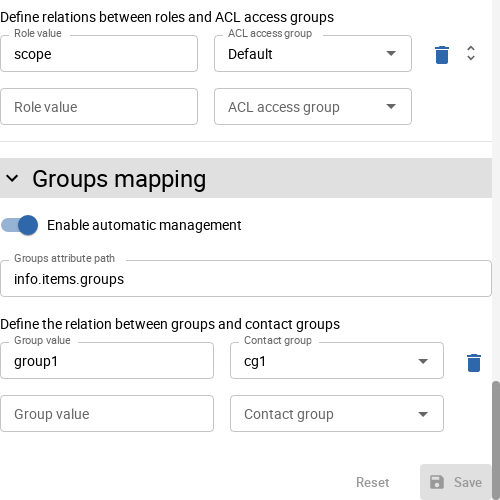 Define relations between roles and ACL access groups
Role value
ACL access group
scope
Default
Role value
ACL access group
Groups mapping
Enable automatic management
Groups attribute path
info.items.groups
Define the relation between groups and contact groups
Group value
Contact group
group1
cg1
Group value
Contact group
Reset
Save